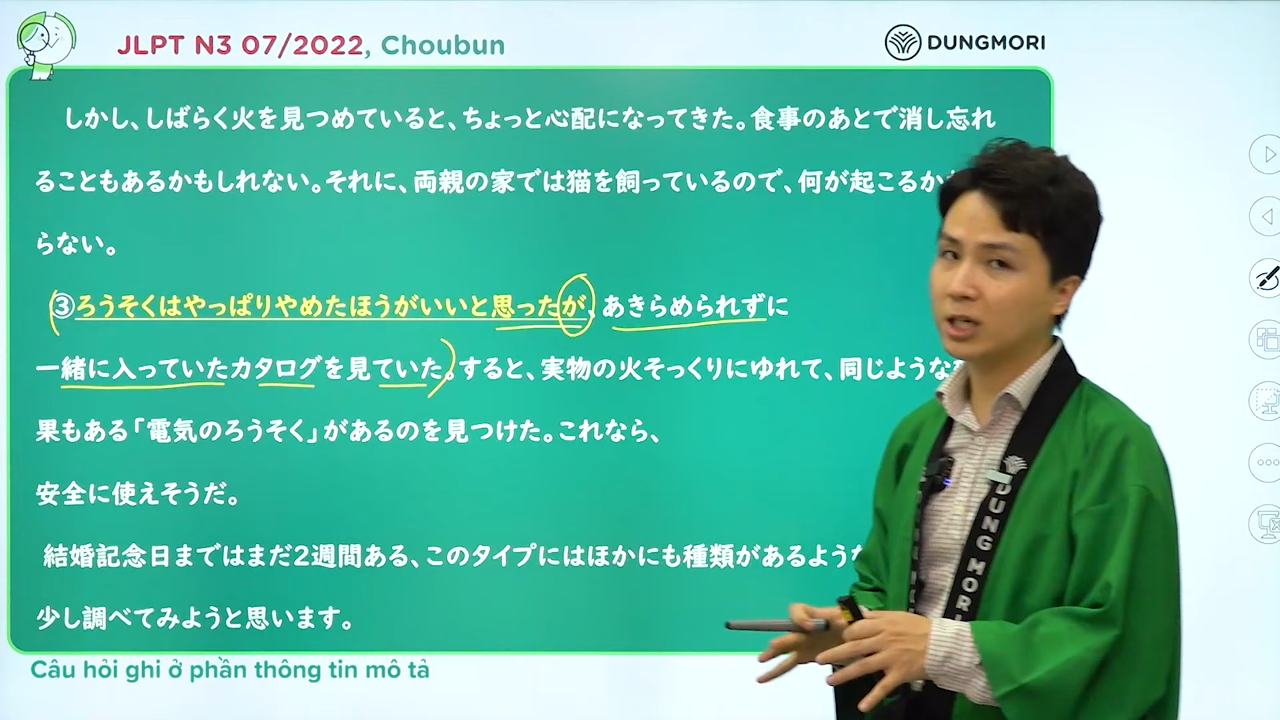 JLPT N3 07/2022, Choubun
DUNGMORI
しかし、しばらく火を見つめていると、ちょっと心配になってきた。食事のあとで消し忘れ
ることもあるかもしれない。それに、両親の家では猫を飼っているので、何が起こるか
らない。
③ろうそくはやっぱりやめたほうがいいと思ったが、あきらめられずに
一緒に入っていたカタログを見ていた。すると、実物の火そっくりにゆれて、同じような
果もある「電気のろうそく」があるのを見つけた。これなら、
安全に使えそうだ。
結婚記念日まではまだ2週間ある、このタイプにはほかにも種類があるような
少し調べてみようと思います。
Câu hỏi ghi ở phần thông tin mô tả
DUNG MORI